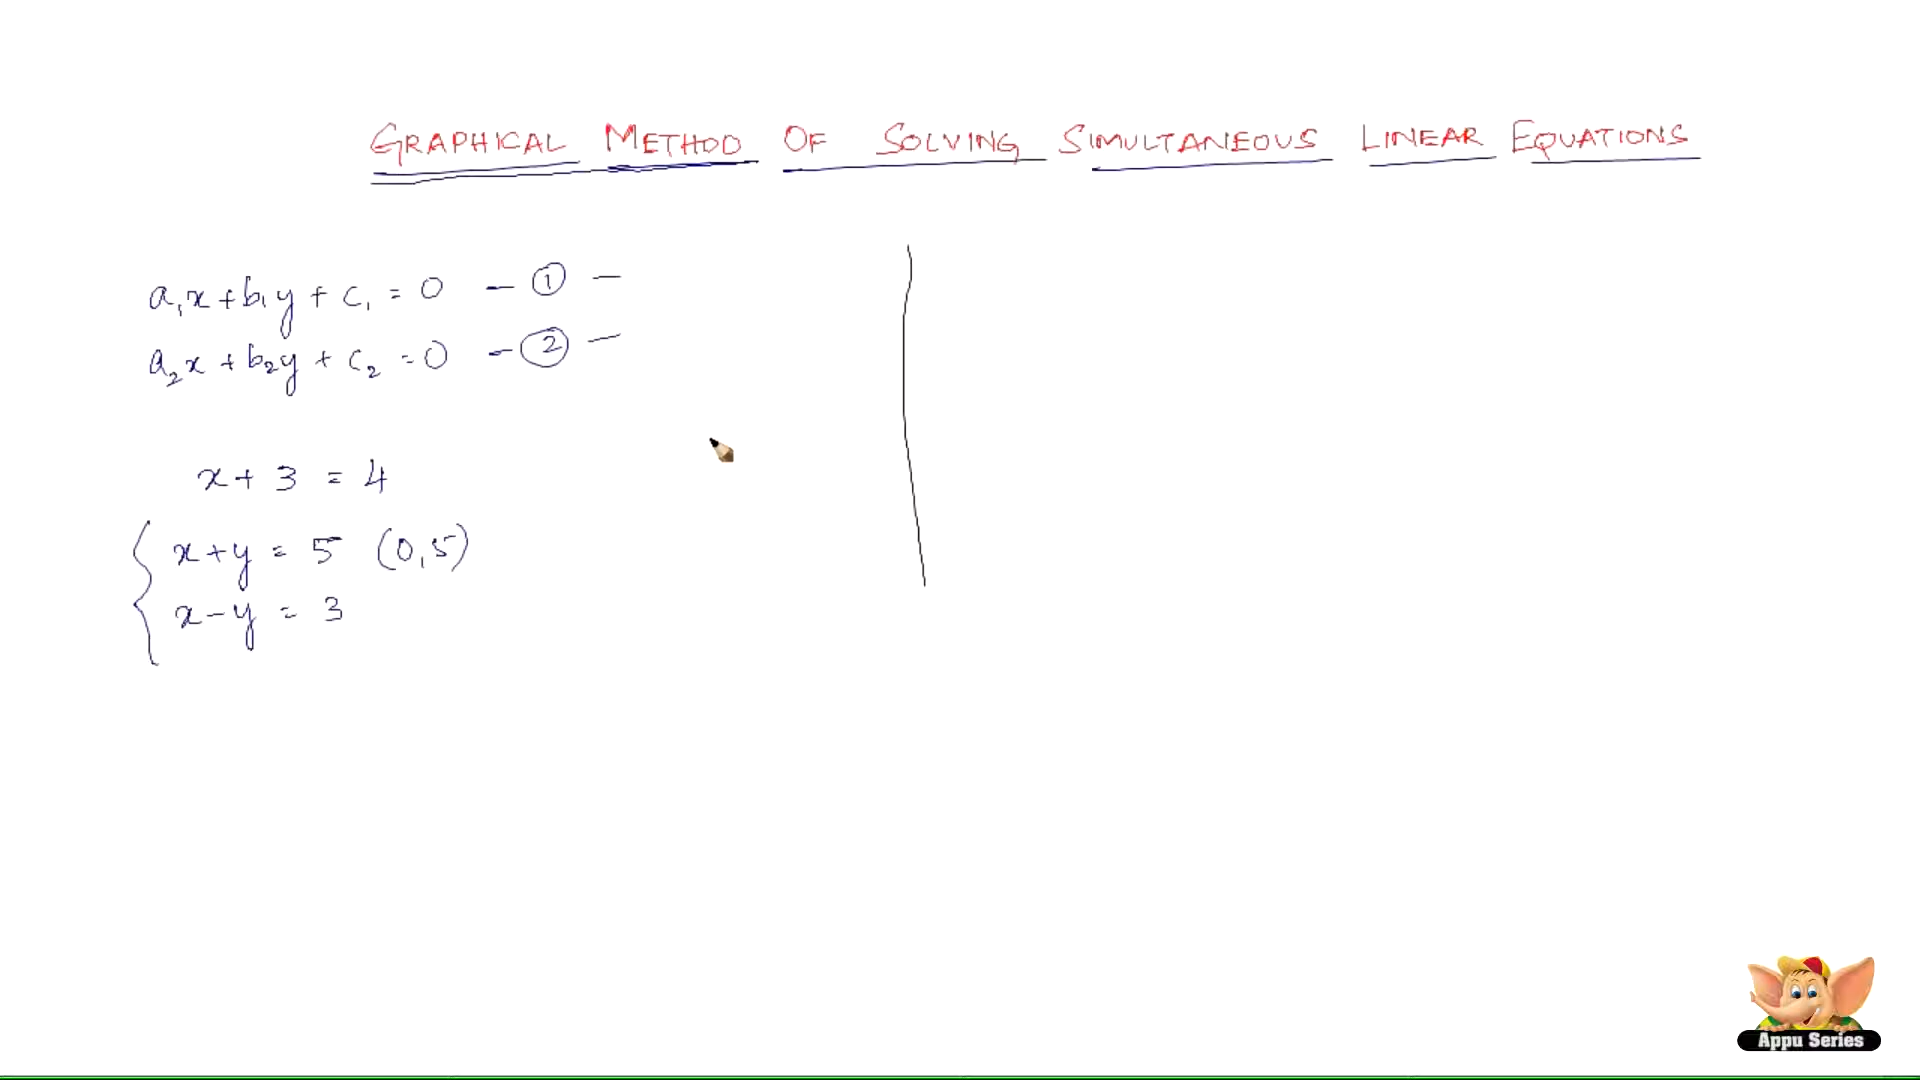 GRAPHICAL METHOD OF SOLVING SIMULTANEOUS LINEAR EQUATIONS
a₁x + b₁y + c₁ = 0 – ① –
a₂x + b₂y + c₂ = 0 – ② –
x + 3 = 4
x + y = 5 (0,5)
x – y = 3
Appu Series